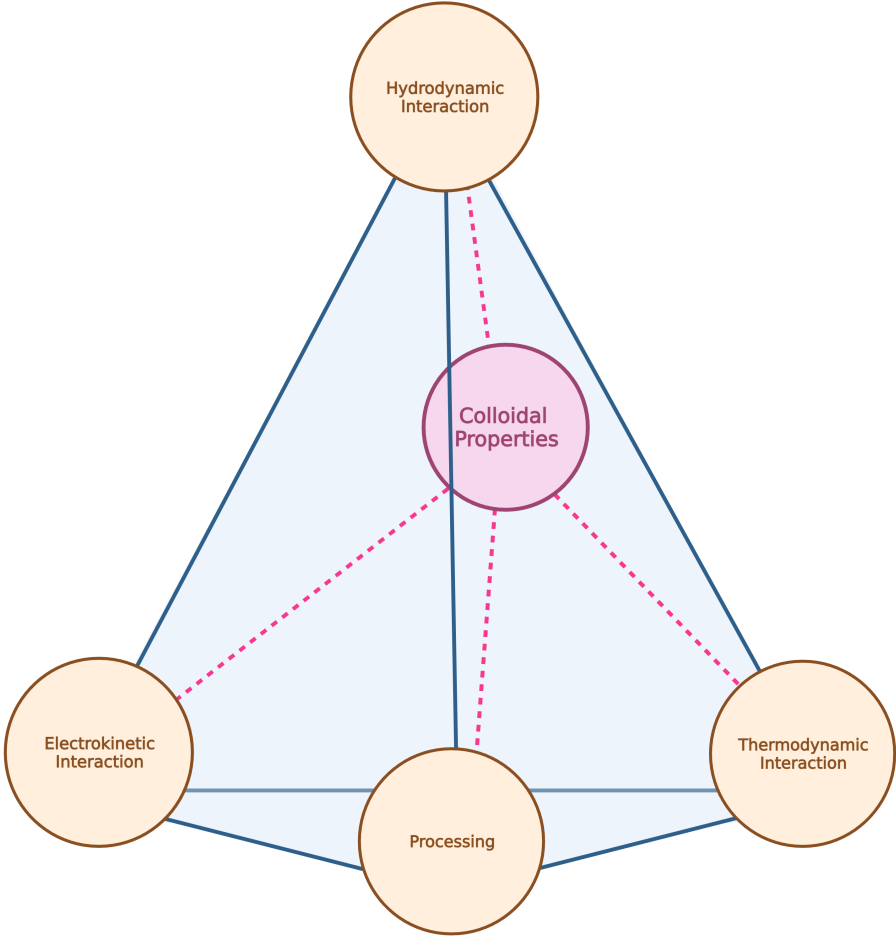 Hydrodynamic
Interaction
Colloidal
Properties
Electrokinetic
Interaction
Thermodynamic
Interaction
Processing